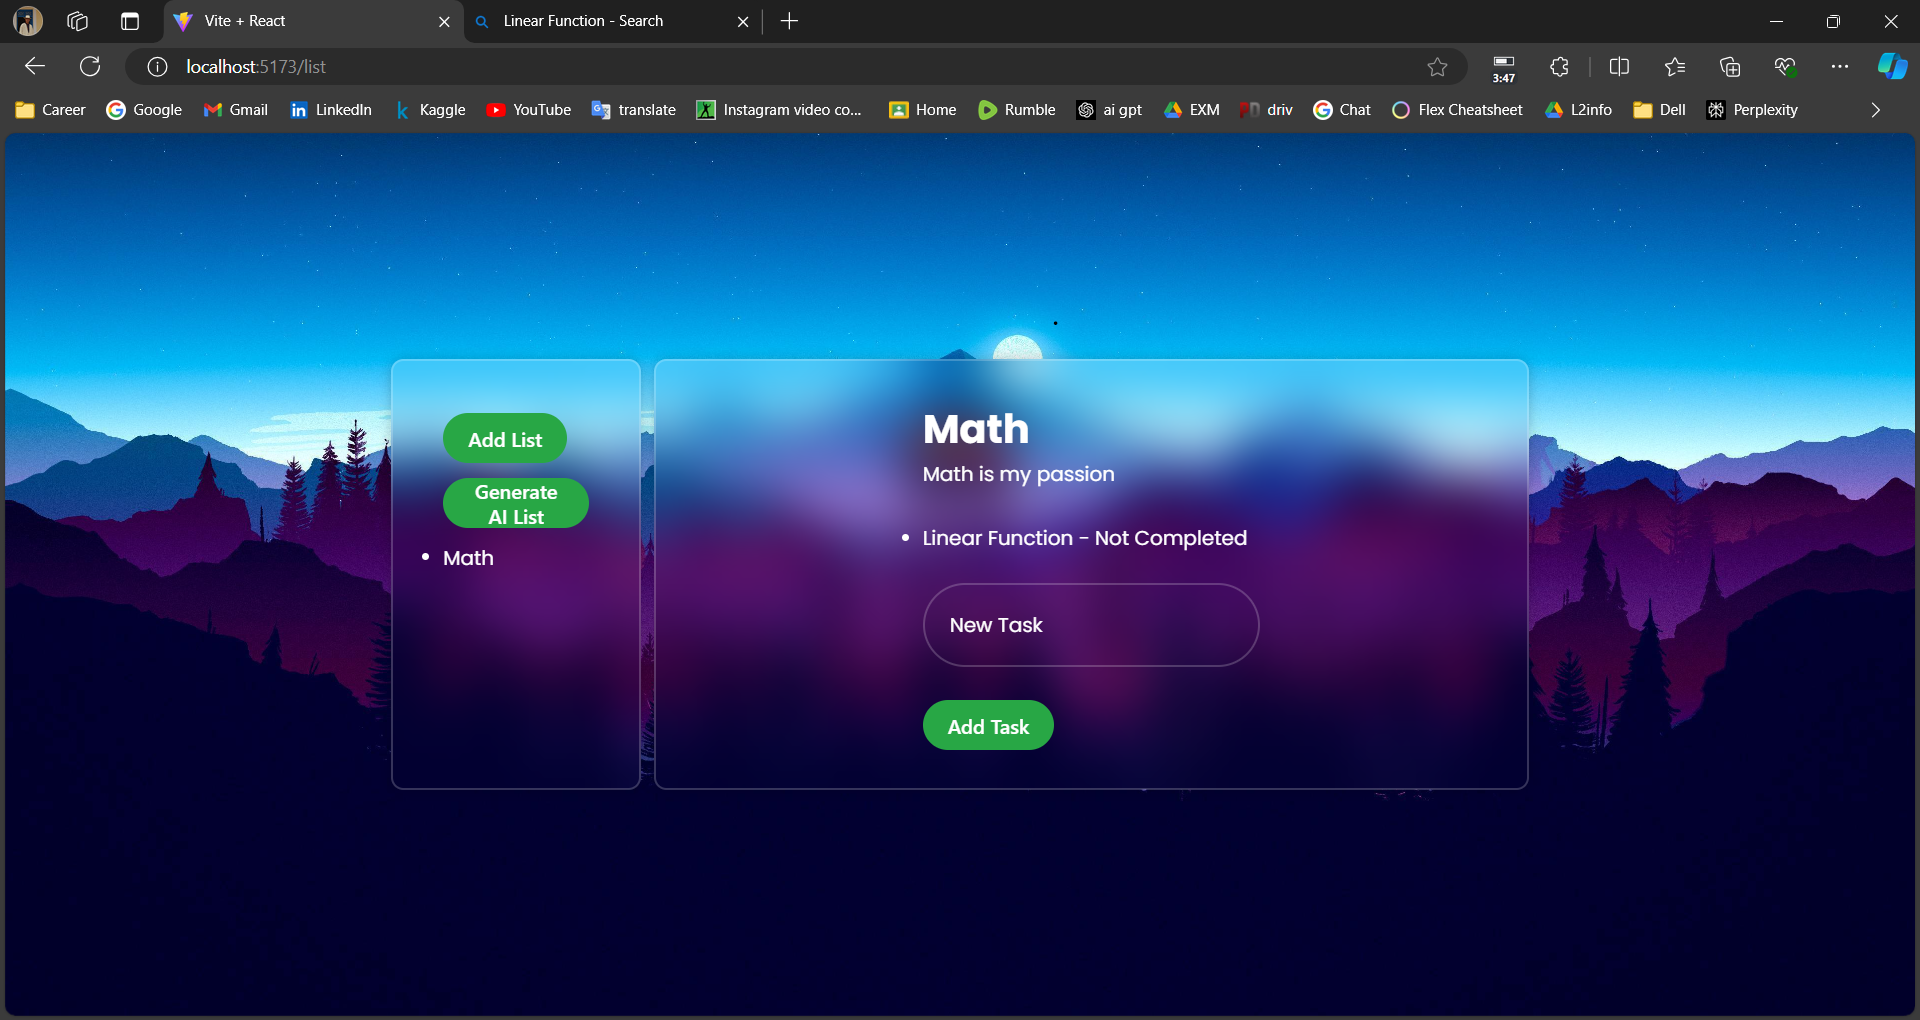 Vite + React
Linear Function - Search
localhost:5173/list
3:47
Career
Google
Gmail
LinkedIn
Kaggle
YouTube
translate
Instagram video co...
Home
Rumble
ai gpt
EXM
driv
Chat
Flex Cheatsheet
L2info
Dell
Perplexity
Add List
Generate
AI List
• Math
Math
Math is my passion
• Linear Function - Not Completed
New Task
Add Task